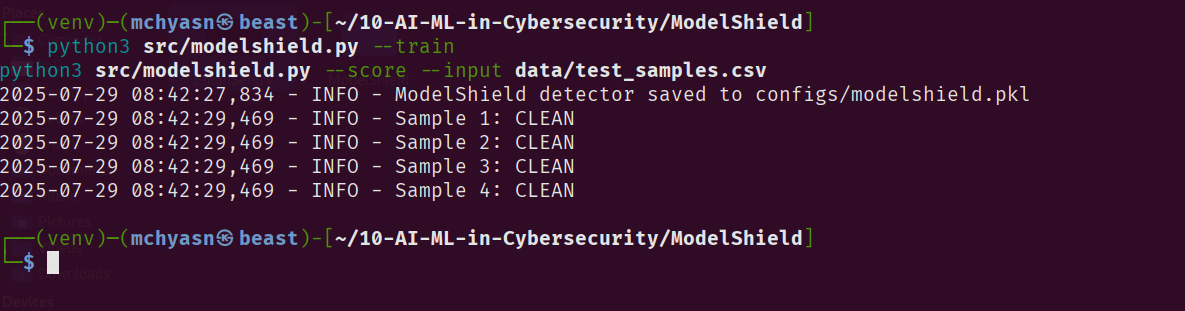 Places
┌──(venv)─(mchyasn㉿beast)-[~/10-AI-ML-in-Cybersecurity/ModelShield]
└─$ python3 src/modelshield.py --train
python3 src/modelshield.py --score --input data/test_samples.csv
2025-07-29 08:42:27,834 - INFO - ModelShield detector saved to configs/modelshield.pkl
2025-07-29 08:42:29,469 - INFO - Sample 1: CLEAN
2025-07-29 08:42:29,469 - INFO - Sample 2: CLEAN
2025-07-29 08:42:29,469 - INFO - Sample 3: CLEAN
2025-07-29 08:42:29,469 - INFO - Sample 4: CLEAN
Pictures
┌──(venv)─(mchyasn㉿beast)-[~/10-AI-ML-in-Cybersecurity/ModelShield]
└─$
Downloads
Devices